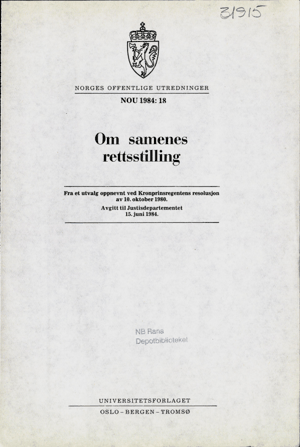 31915
NORGES OFFENTLIGE UTREDNINGER
NOU 1984: 18
Om samenes
rettsstilling
Fra et utvalg oppnevnt ved Kronprinsregentens resolusjon
av 10. oktober 1980.
Avgitt til Justisdepartementet
15. juni 1984.
NB Rana
Depotbiblioteket
UNIVERSITETSFORLAGET
OSLO – BERGEN – TROMSØ